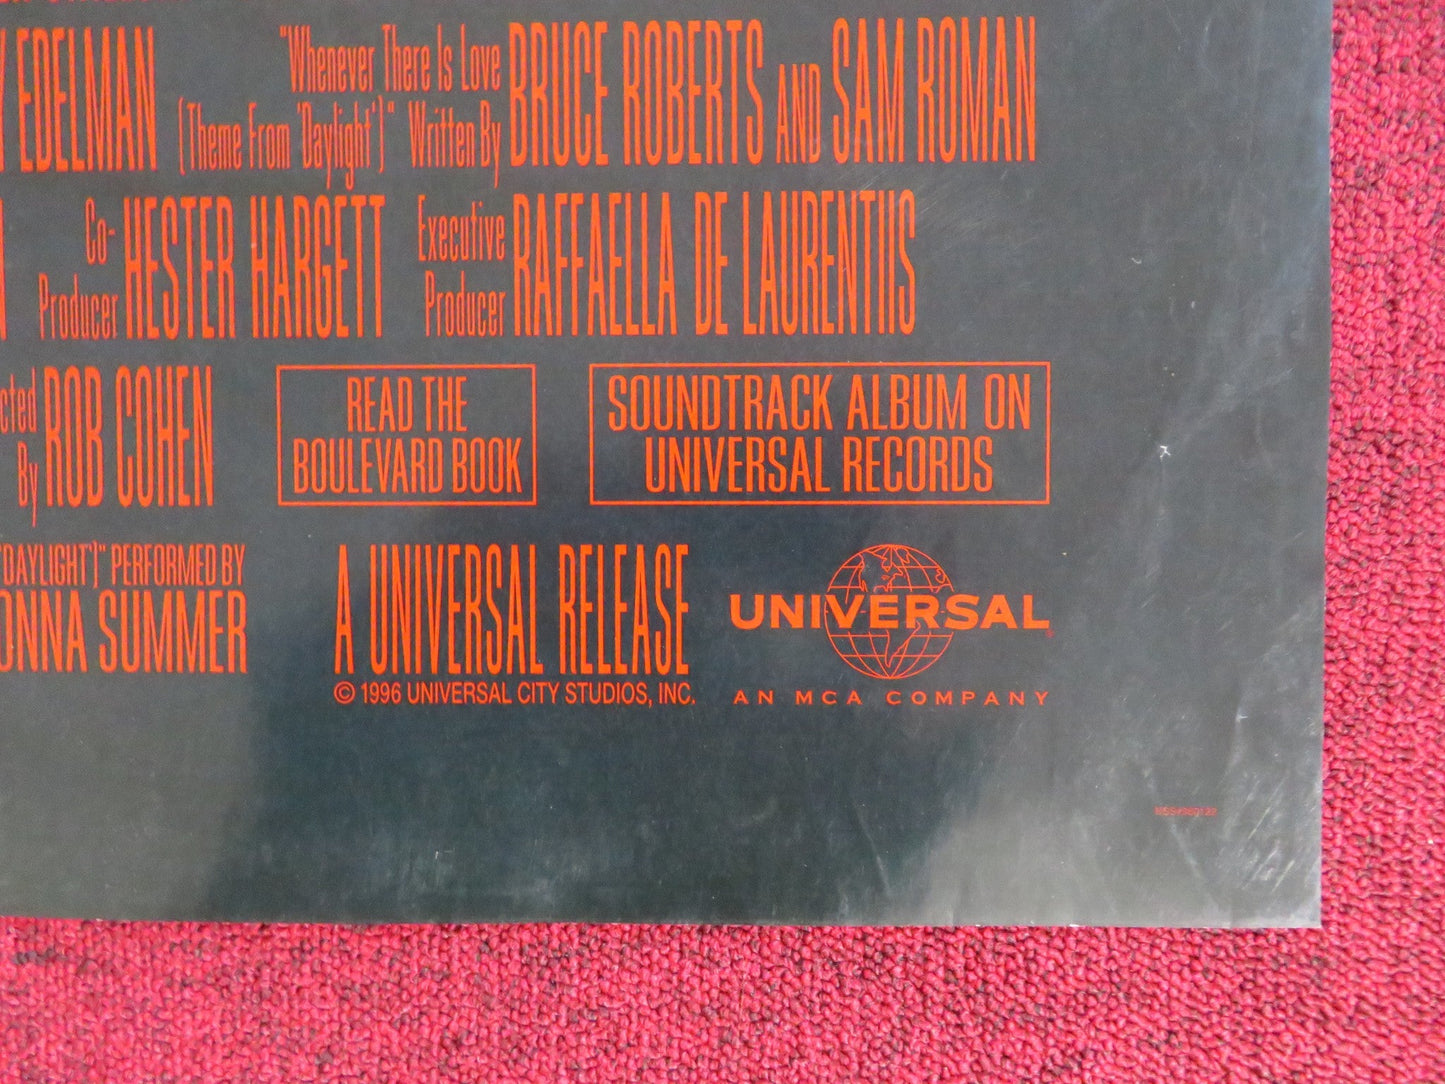 Y EDELMAN "Whenever There Is Love (Theme From 'Daylight')" Written By BRUCE ROBERTS AND SAM ROMAN
Co-Producer HESTER HARGETT Executive Producer RAFFAELLA DE LAURENTIIS
cted By ROB COHEN
READ THE
BOULEVARD BOOK
SOUNDTRACK ALBUM ON
UNIVERSAL RECORDS
'DAYLIGHT')" PERFORMED BY
ONNA SUMMER
A UNIVERSAL RELEASE
© 1996 UNIVERSAL CITY STUDIOS, INC.
UNIVERSAL
AN MCA COMPANY